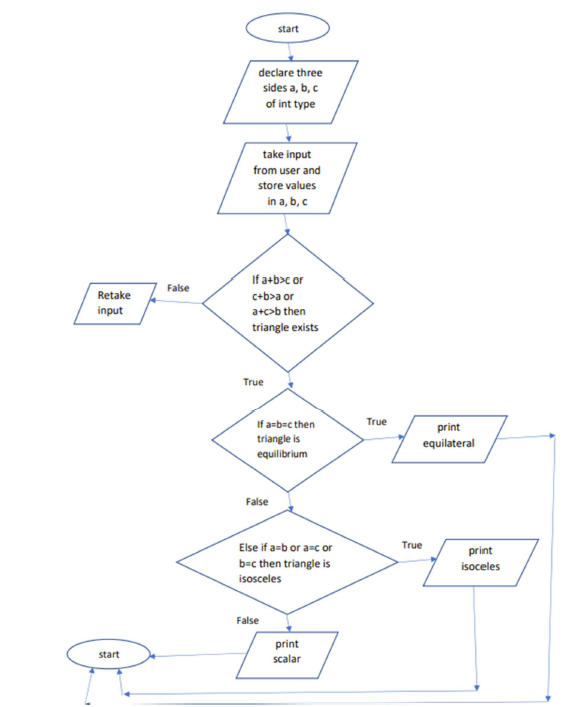 start
declare three
sides a, b, c
of int type
take input
from user and
store values
in a, b, c
If a+b>c or
c+b>a or
a+c>b then
triangle exists
False
Retake
input
True
If a=b=c then
triangle is
equilibrium
True
print
equilateral
False
Else if a=b or a=c or
b=c then triangle is
isosceles
True
print
isoceles
False
print
scalar
start